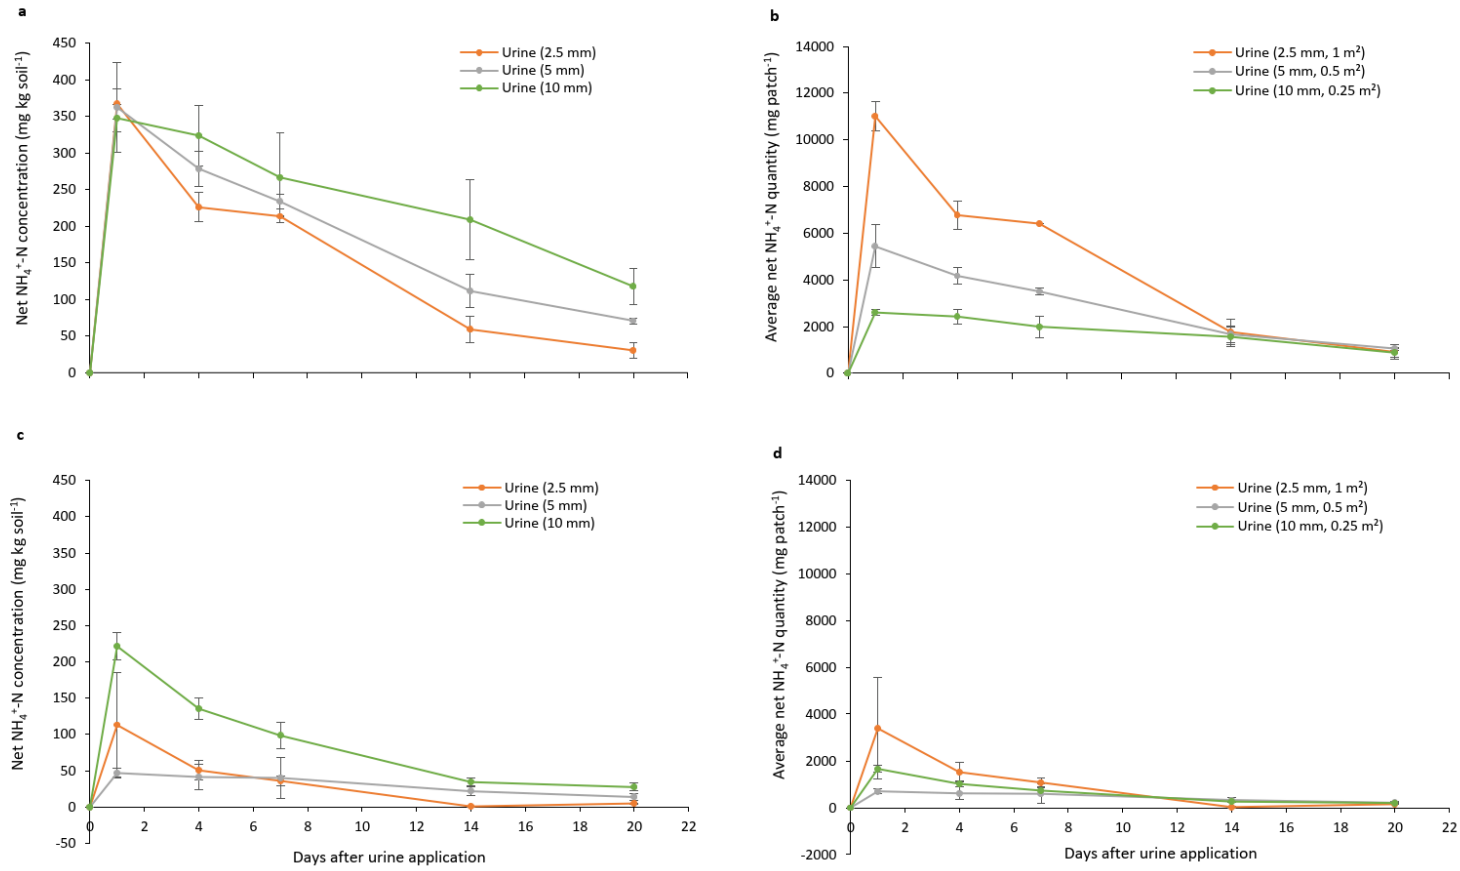 a
Net NH₄⁺-N concentration (mg kg soil⁻¹)
450
400
350
300
250
200
150
100
50
0
Urine (2.5 mm)
Urine (5 mm)
Urine (10 mm)
b
Average net NH₄⁺-N quantity (mg patch⁻¹)
14000
12000
10000
8000
6000
4000
2000
0
Urine (2.5 mm, 1 m²)
Urine (5 mm, 0.5 m²)
Urine (10 mm, 0.25 m²)
c
Net NH₄⁺-N concentration (mg kg soil⁻¹)
450
400
350
300
250
200
150
100
50
0
-50
Urine (2.5 mm)
Urine (5 mm)
Urine (10 mm)
0 2 4 6 8 10 12 14 16 18 20 22
Days after urine application
d
Average net NH₄⁺-N quantity (mg patch⁻¹)
14000
12000
10000
8000
6000
4000
2000
0
-2000
Urine (2.5 mm, 1 m²)
Urine (5 mm, 0.5 m²)
Urine (10 mm, 0.25 m²)
0 2 4 6 8 10 12 14 16 18 20 22
Days after urine application